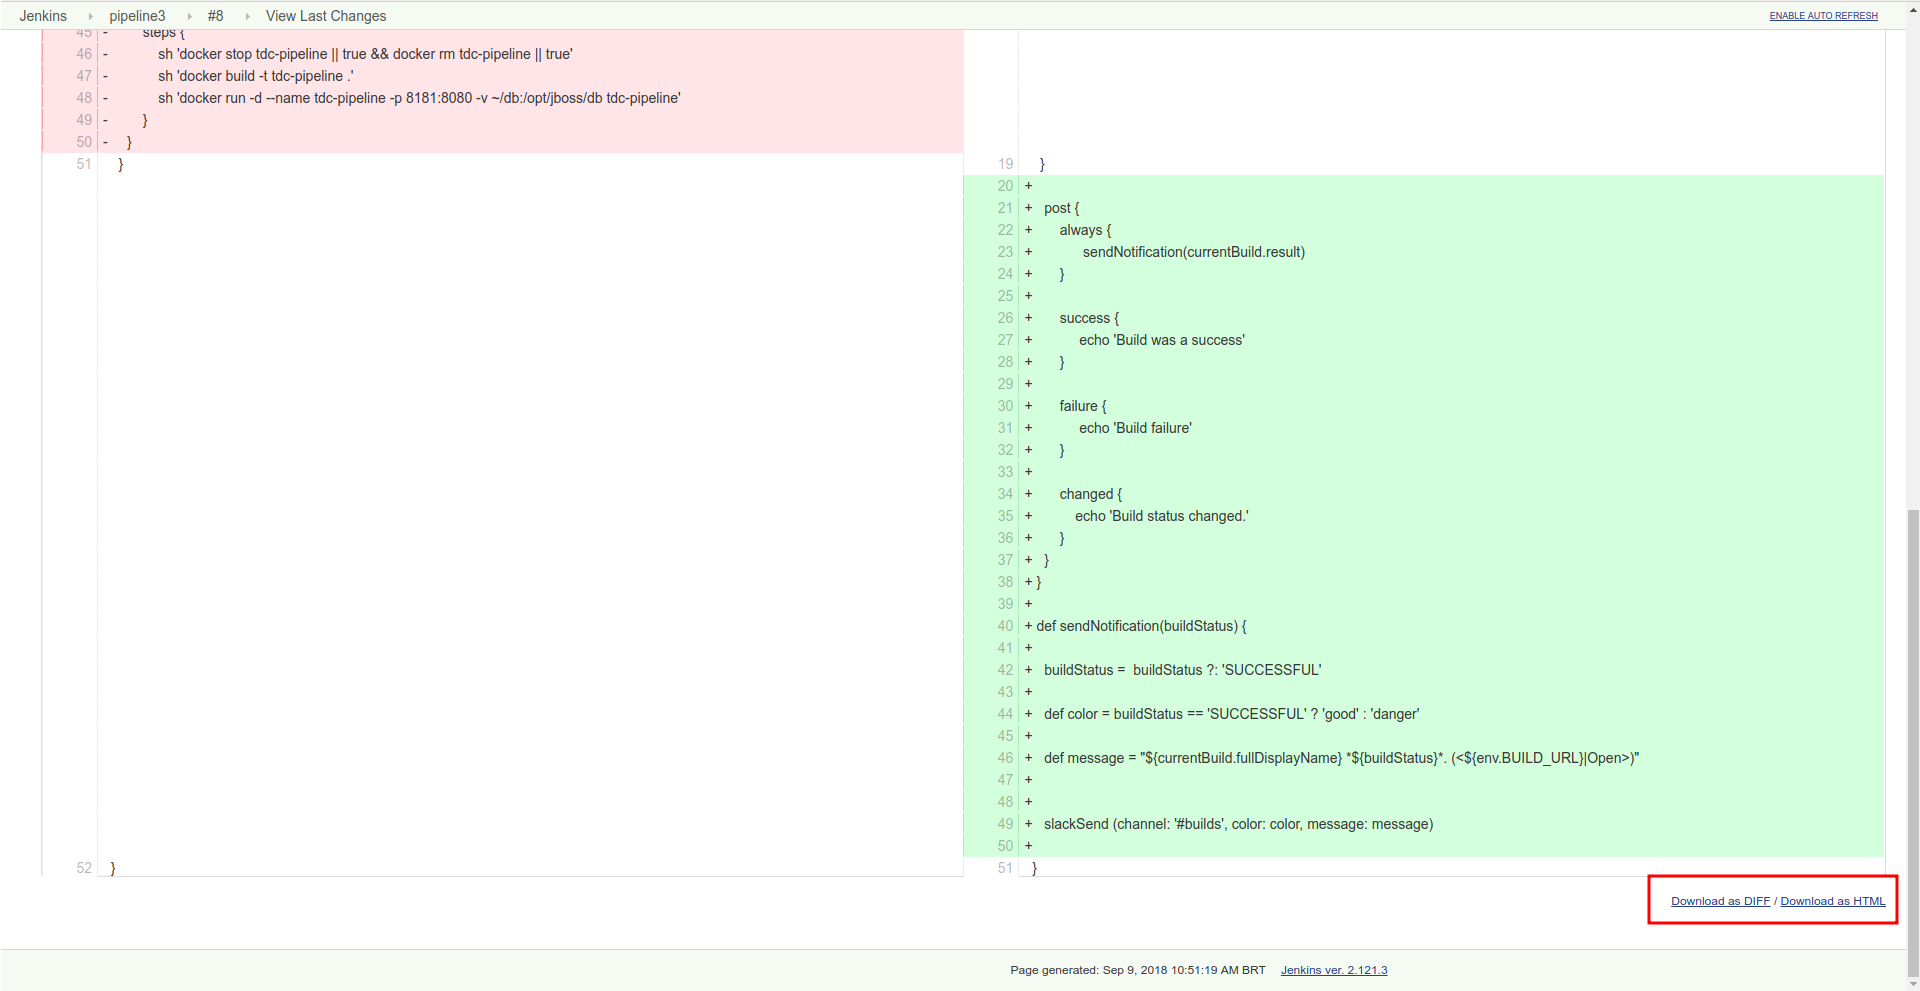 Jenkins pipeline3 #8 View Last Changes ENABLE AUTO REFRESH
45 - steps {
46 - sh 'docker stop tdc-pipeline || true && docker rm tdc-pipeline || true'
47 - sh 'docker build -t tdc-pipeline .'
48 - sh 'docker run -d --name tdc-pipeline -p 8181:8080 -v ~/db:/opt/jboss/db tdc-pipeline'
49 - }
50 - }
51 }
19 }
20 +
21 + post {
22 + always {
23 + sendNotification(currentBuild.result)
24 + }
25 +
26 + success {
27 + echo 'Build was a success'
28 + }
29 +
30 + failure {
31 + echo 'Build failure'
32 + }
33 +
34 + changed {
35 + echo 'Build status changed.'
36 + }
37 + }
38 + }
39 +
40 + def sendNotification(buildStatus) {
41 +
42 + buildStatus = buildStatus ?: 'SUCCESSFUL'
43 +
44 + def color = buildStatus == 'SUCCESSFUL' ? 'good' : 'danger'
45 +
46 + def message = "${currentBuild.fullDisplayName} *${buildStatus}*. (<${env.BUILD_URL}|Open>)"
47 +
48 +
49 + slackSend (channel: '#builds', color: color, message: message)
50 +
52 }
51 }
Download as DIFF / Download as HTML
Page generated: Sep 9, 2018 10:51:19 AM BRT Jenkins ver. 2.121.3